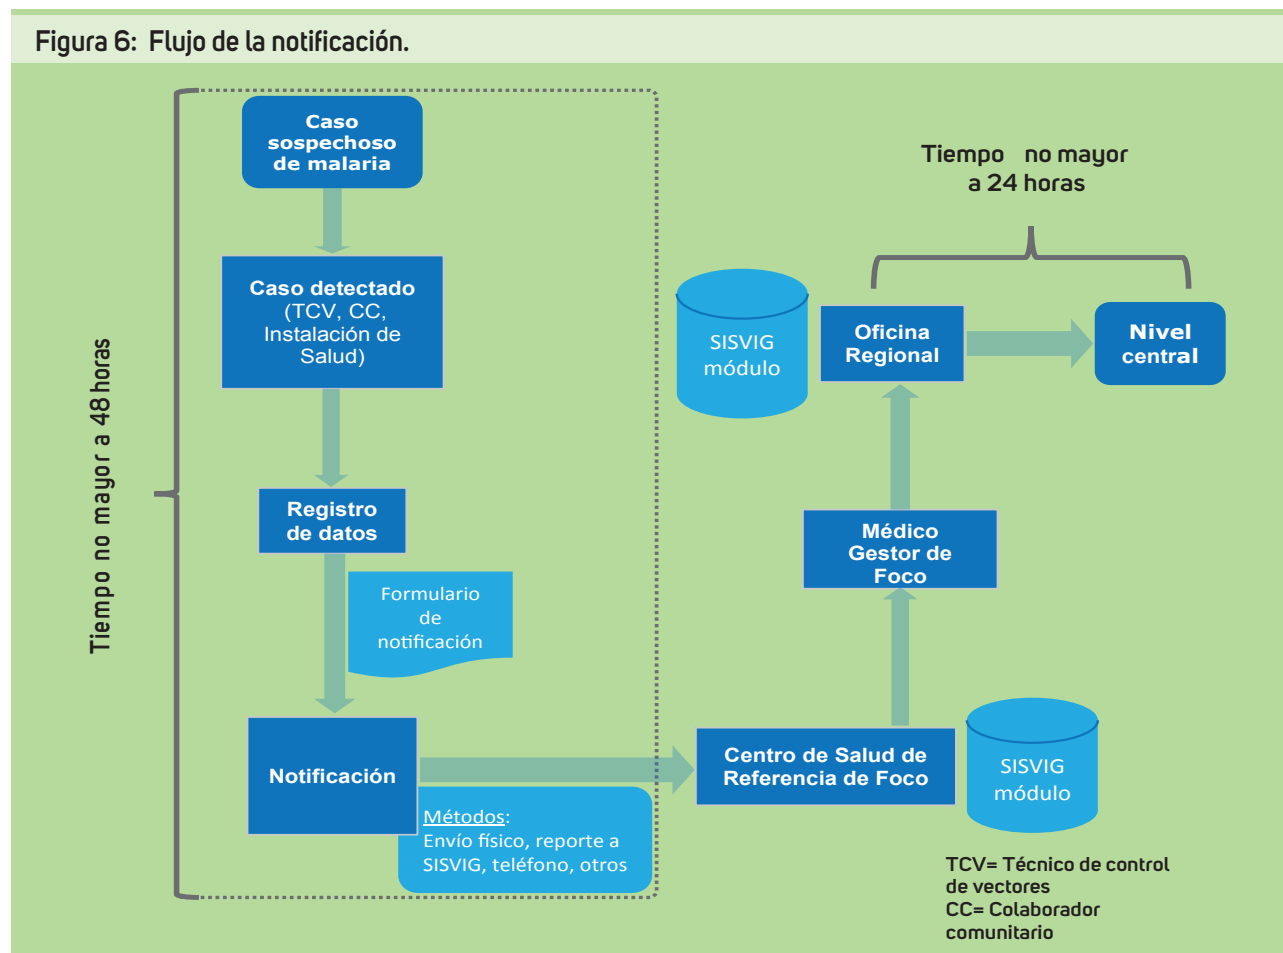 Figura 6: Flujo de la notificación.
Tiempo no mayor a 48 horas
Caso
sospechoso
de malaria
Caso detectado
(TCV, CC,
Instalación de
Salud)
Registro
de datos
Formulario
de
notificación
Notificación
Métodos:
Envío físico, reporte a
SISVIG, teléfono, otros
Centro de Salud de
Referencia de Foco
SISVIG
módulo
Médico
Gestor de
Foco
Oficina
Regional
SISVIG
módulo
Nivel
central
Tiempo no mayor
a 24 horas
TCV= Técnico de control
de vectores
CC= Colaborador
comunitario